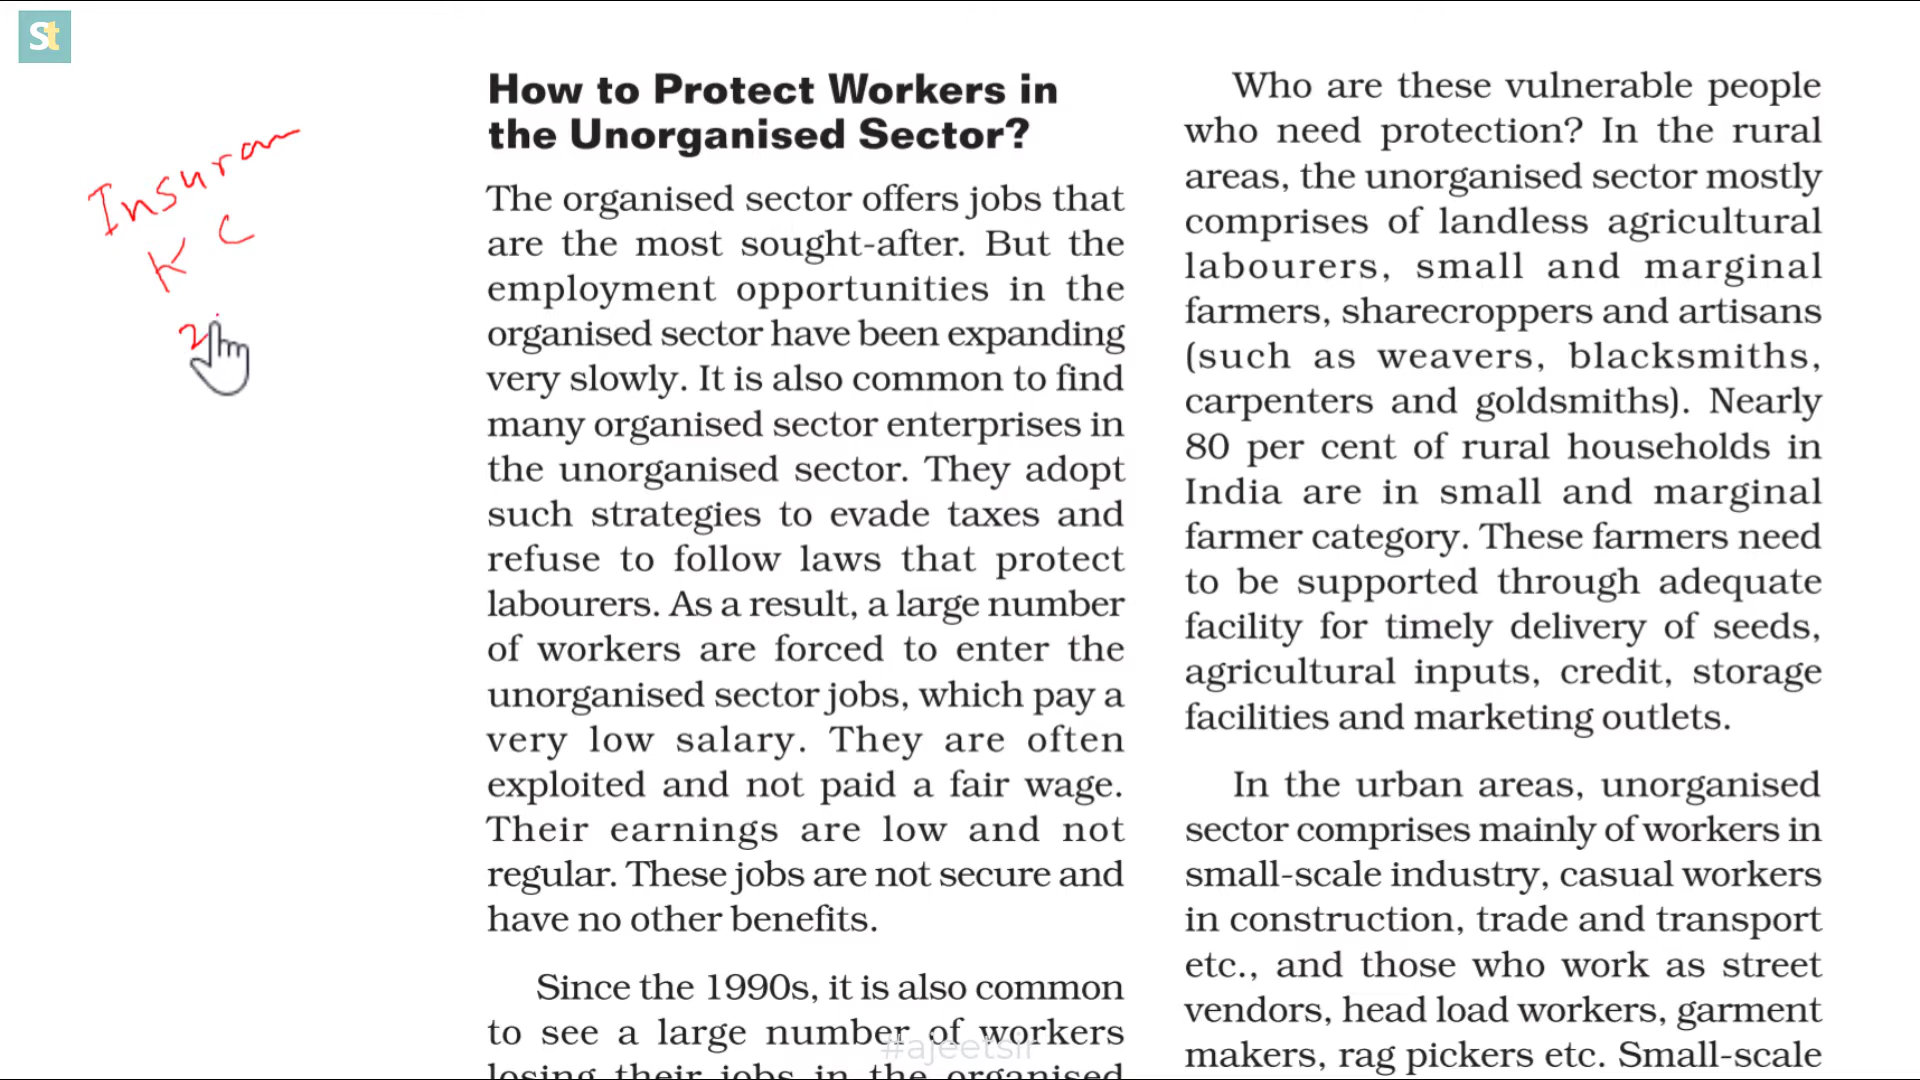 St
Insuran
K C
2
How to Protect Workers in
the Unorganised Sector?
The organised sector offers jobs that
are the most sought-after. But the
employment opportunities in the
organised sector have been expanding
very slowly. It is also common to find
many organised sector enterprises in
the unorganised sector. They adopt
such strategies to evade taxes and
refuse to follow laws that protect
labourers. As a result, a large number
of workers are forced to enter the
unorganised sector jobs, which pay a
very low salary. They are often
exploited and not paid a fair wage.
Their earnings are low and not
regular. These jobs are not secure and
have no other benefits.
Since the 1990s, it is also common
to see a large number of workers
losing their jobs in the organised
Who are these vulnerable people
who need protection? In the rural
areas, the unorganised sector mostly
comprises of landless agricultural
labourers, small and marginal
farmers, sharecroppers and artisans
(such as weavers, blacksmiths,
carpenters and goldsmiths). Nearly
80 per cent of rural households in
India are in small and marginal
farmer category. These farmers need
to be supported through adequate
facility for timely delivery of seeds,
agricultural inputs, credit, storage
facilities and marketing outlets.
In the urban areas, unorganised
sector comprises mainly of workers in
small-scale industry, casual workers
in construction, trade and transport
etc., and those who work as street
vendors, head load workers, garment
makers, rag pickers etc. Small-scale
#ajeetsir